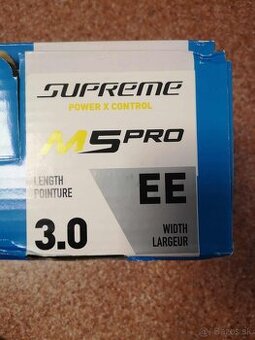 SUPREME
POWER X CONTROL
M5PRO
LENGTH
POINTURE
EE
3.0
WIDTH
LARGEUR